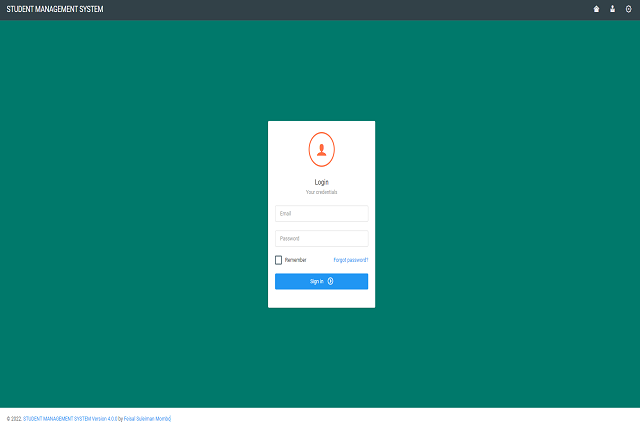 STUDENT MANAGEMENT SYSTEM
Login
Your credentials
Email
Password
Remember Forgot password?
Sign in
© 2022. STUDENT MANAGEMENT SYSTEM Version 4.0.0 by Feisal Suleiman Mombo]